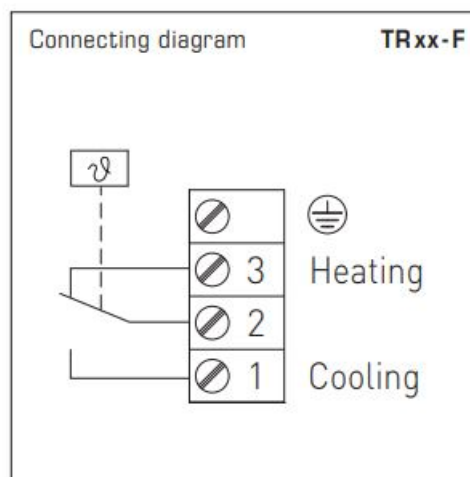 Connecting diagram TRxx-F
ϑ
3 Heating
2
1 Cooling